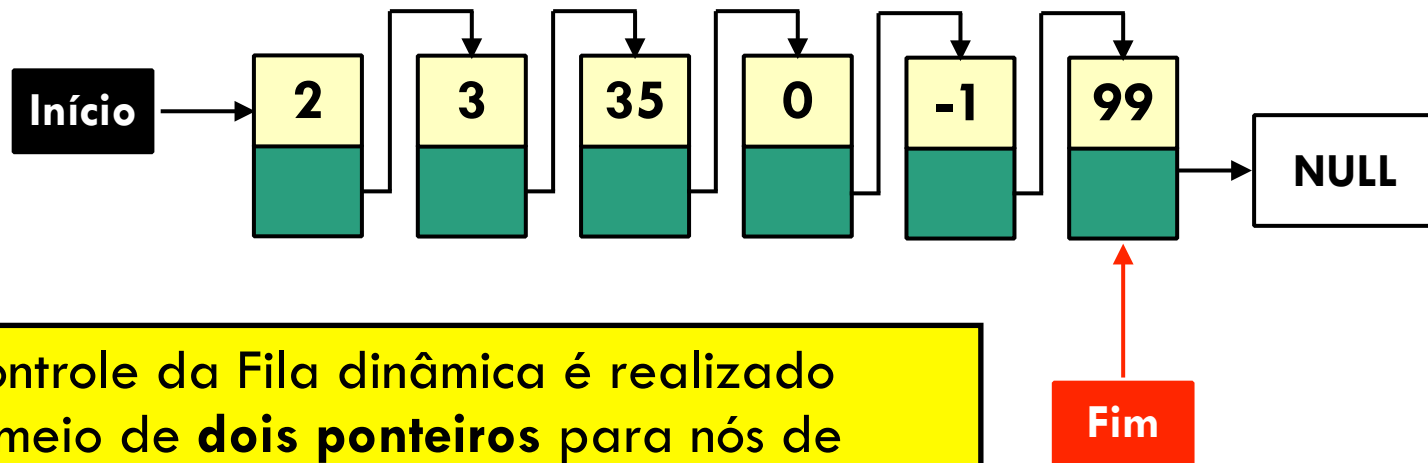 Início
2 3 35 0 -1 99
NULL
ontrole da Fila dinâmica é realizado
meio de dois ponteiros para nós de
Fim